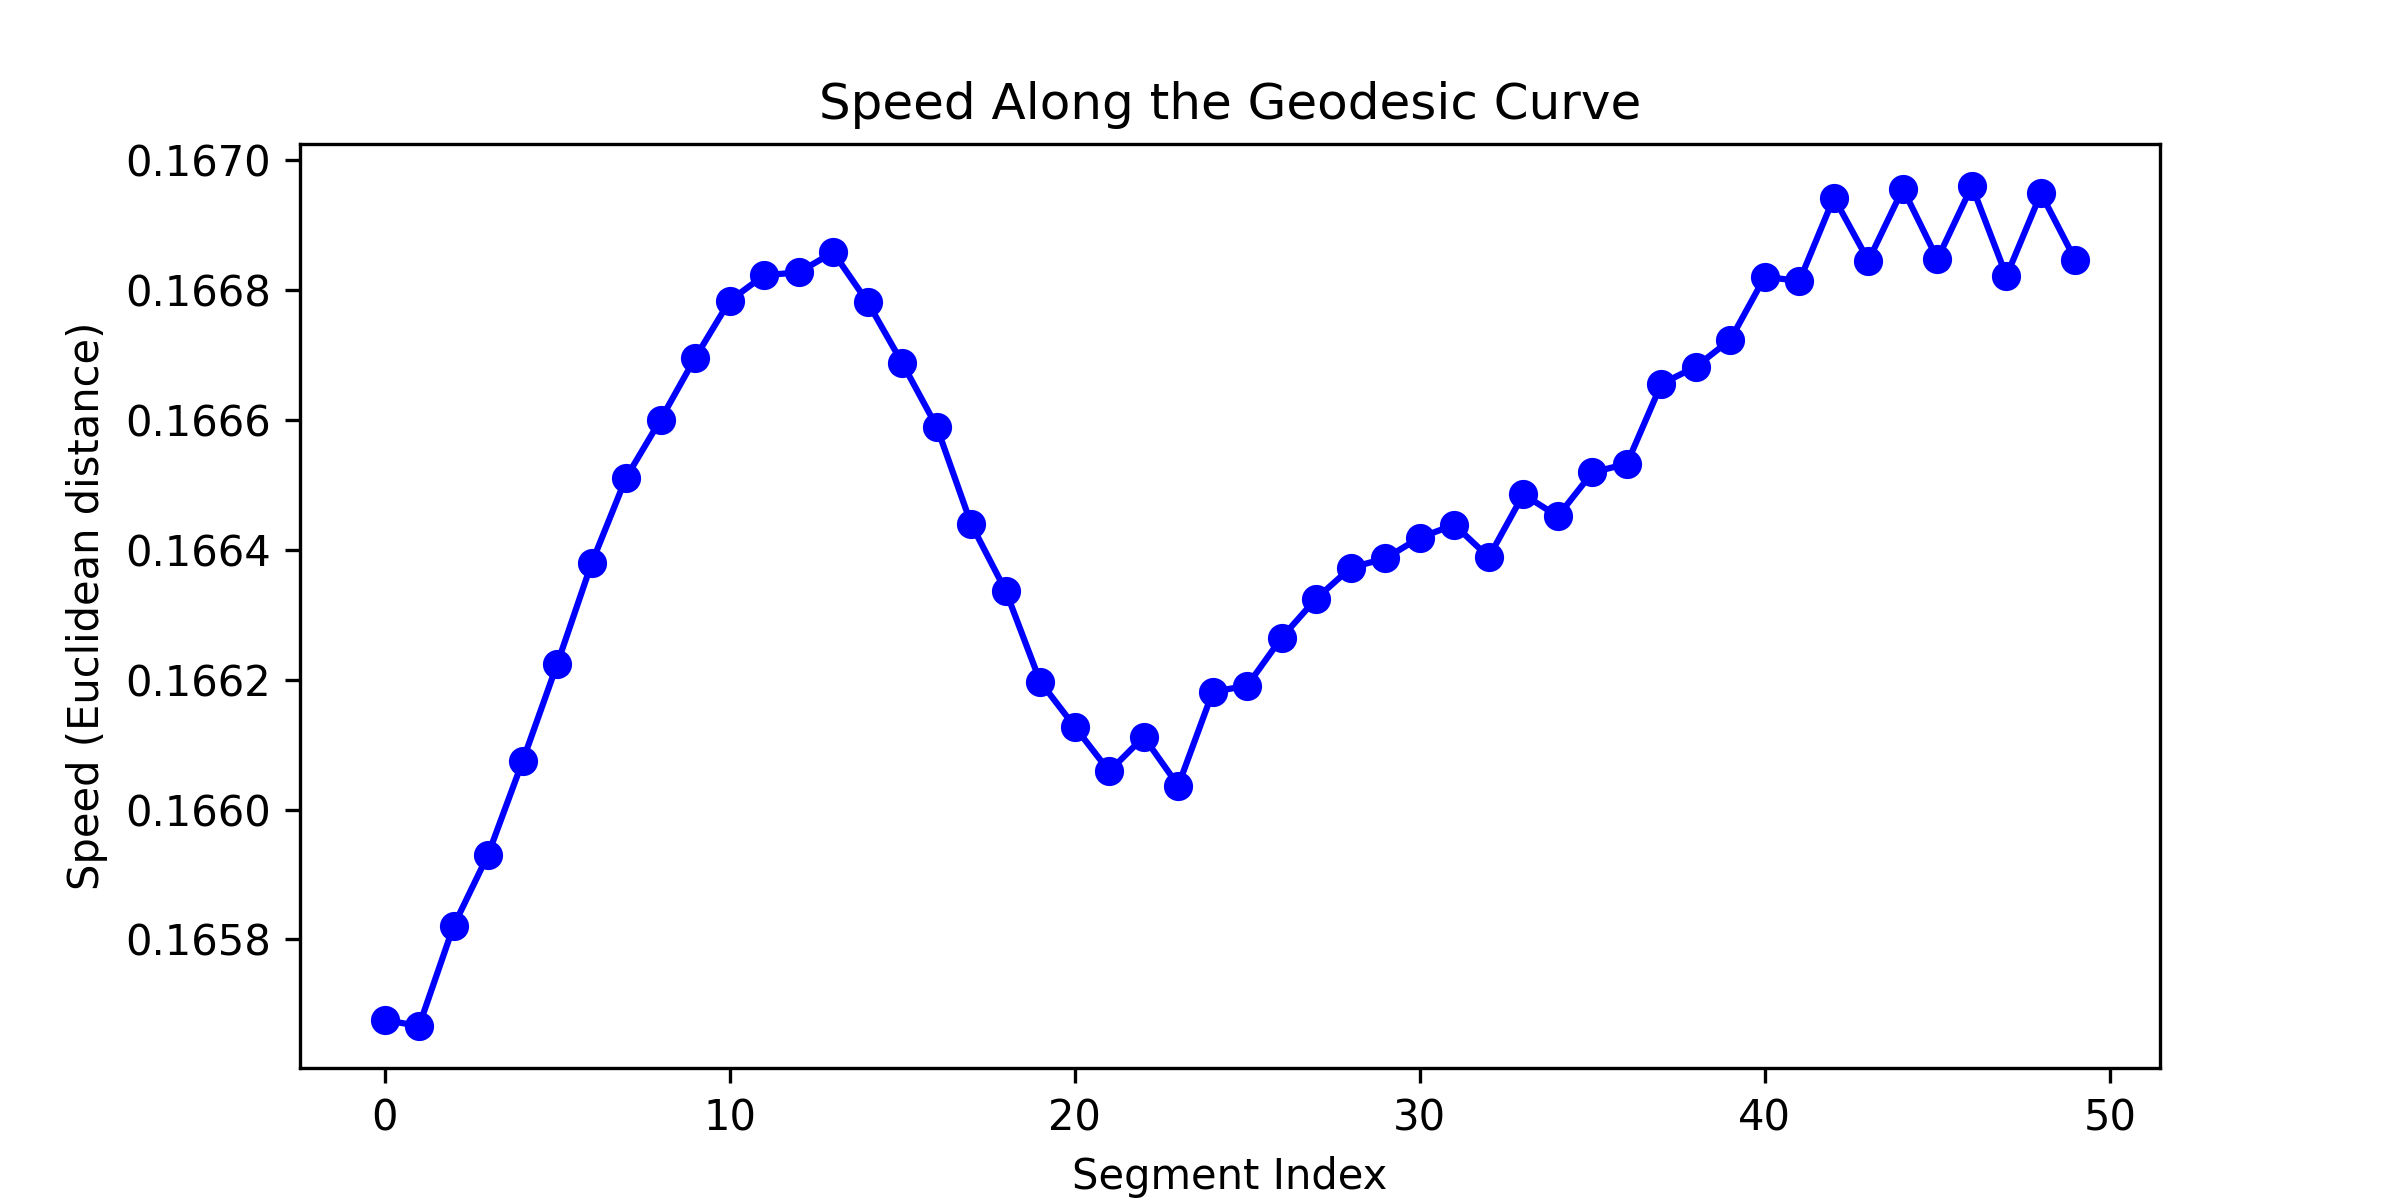 Speed Along the Geodesic Curve
Speed (Euclidean distance)
0.1670
0.1668
0.1666
0.1664
0.1662
0.1660
0.1658
0 10 20 30 40 50
Segment Index